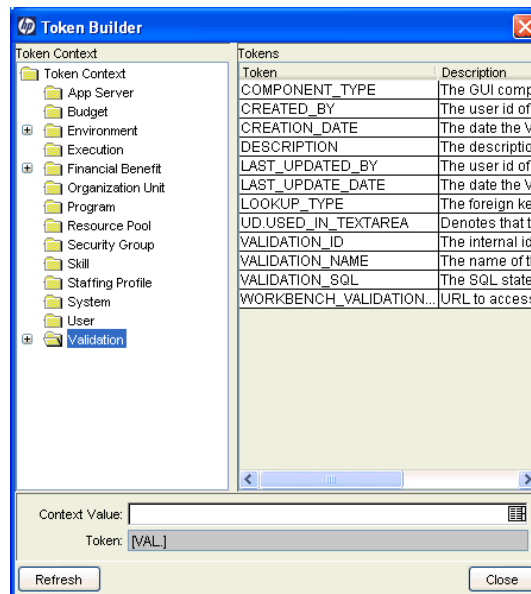 hp Token Builder
Token Context
Token Context
App Server
Budget
Environment
Execution
Financial Benefit
Organization Unit
Program
Resource Pool
Security Group
Skill
Staffing Profile
System
User
Validation
Tokens
Token Description
COMPONENT_TYPE The GUI comp
CREATED_BY The user id of
CREATION_DATE The date the V
DESCRIPTION The descriptio
LAST_UPDATED_BY The user id of
LAST_UPDATE_DATE The date the V
LOOKUP_TYPE The foreign ke
UD.USED_IN_TEXTAREA Denotes that t
VALIDATION_ID The internal id
VALIDATION_NAME The name of t
VALIDATION_SQL The SQL state
WORKBENCH_VALIDATION... URL to access
Context Value:
Token: [VAL.]
Refresh Close